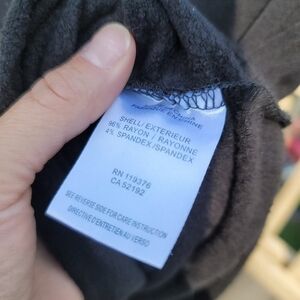 SHELL/ EXTERIEUR
96% RAYON / RAYONNE
4% SPANDEX/SPANDEX
RN 119376
CA 52192
SEE REVERSE SIDE FOR CARE INSTRUCTION
DIRECTIVE D'ENTRETIEN AU VERSO